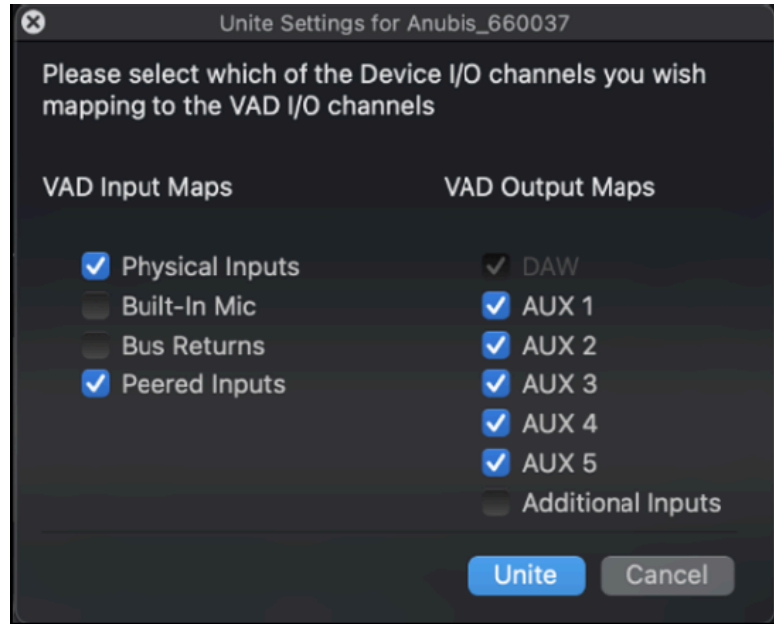 Unite Settings for Anubis_660037
Please select which of the Device I/O channels you wish
mapping to the VAD I/O channels
VAD Input Maps
Physical Inputs
Built-In Mic
Bus Returns
Peered Inputs
VAD Output Maps
DAW
AUX 1
AUX 2
AUX 3
AUX 4
AUX 5
Additional Inputs
Unite
Cancel